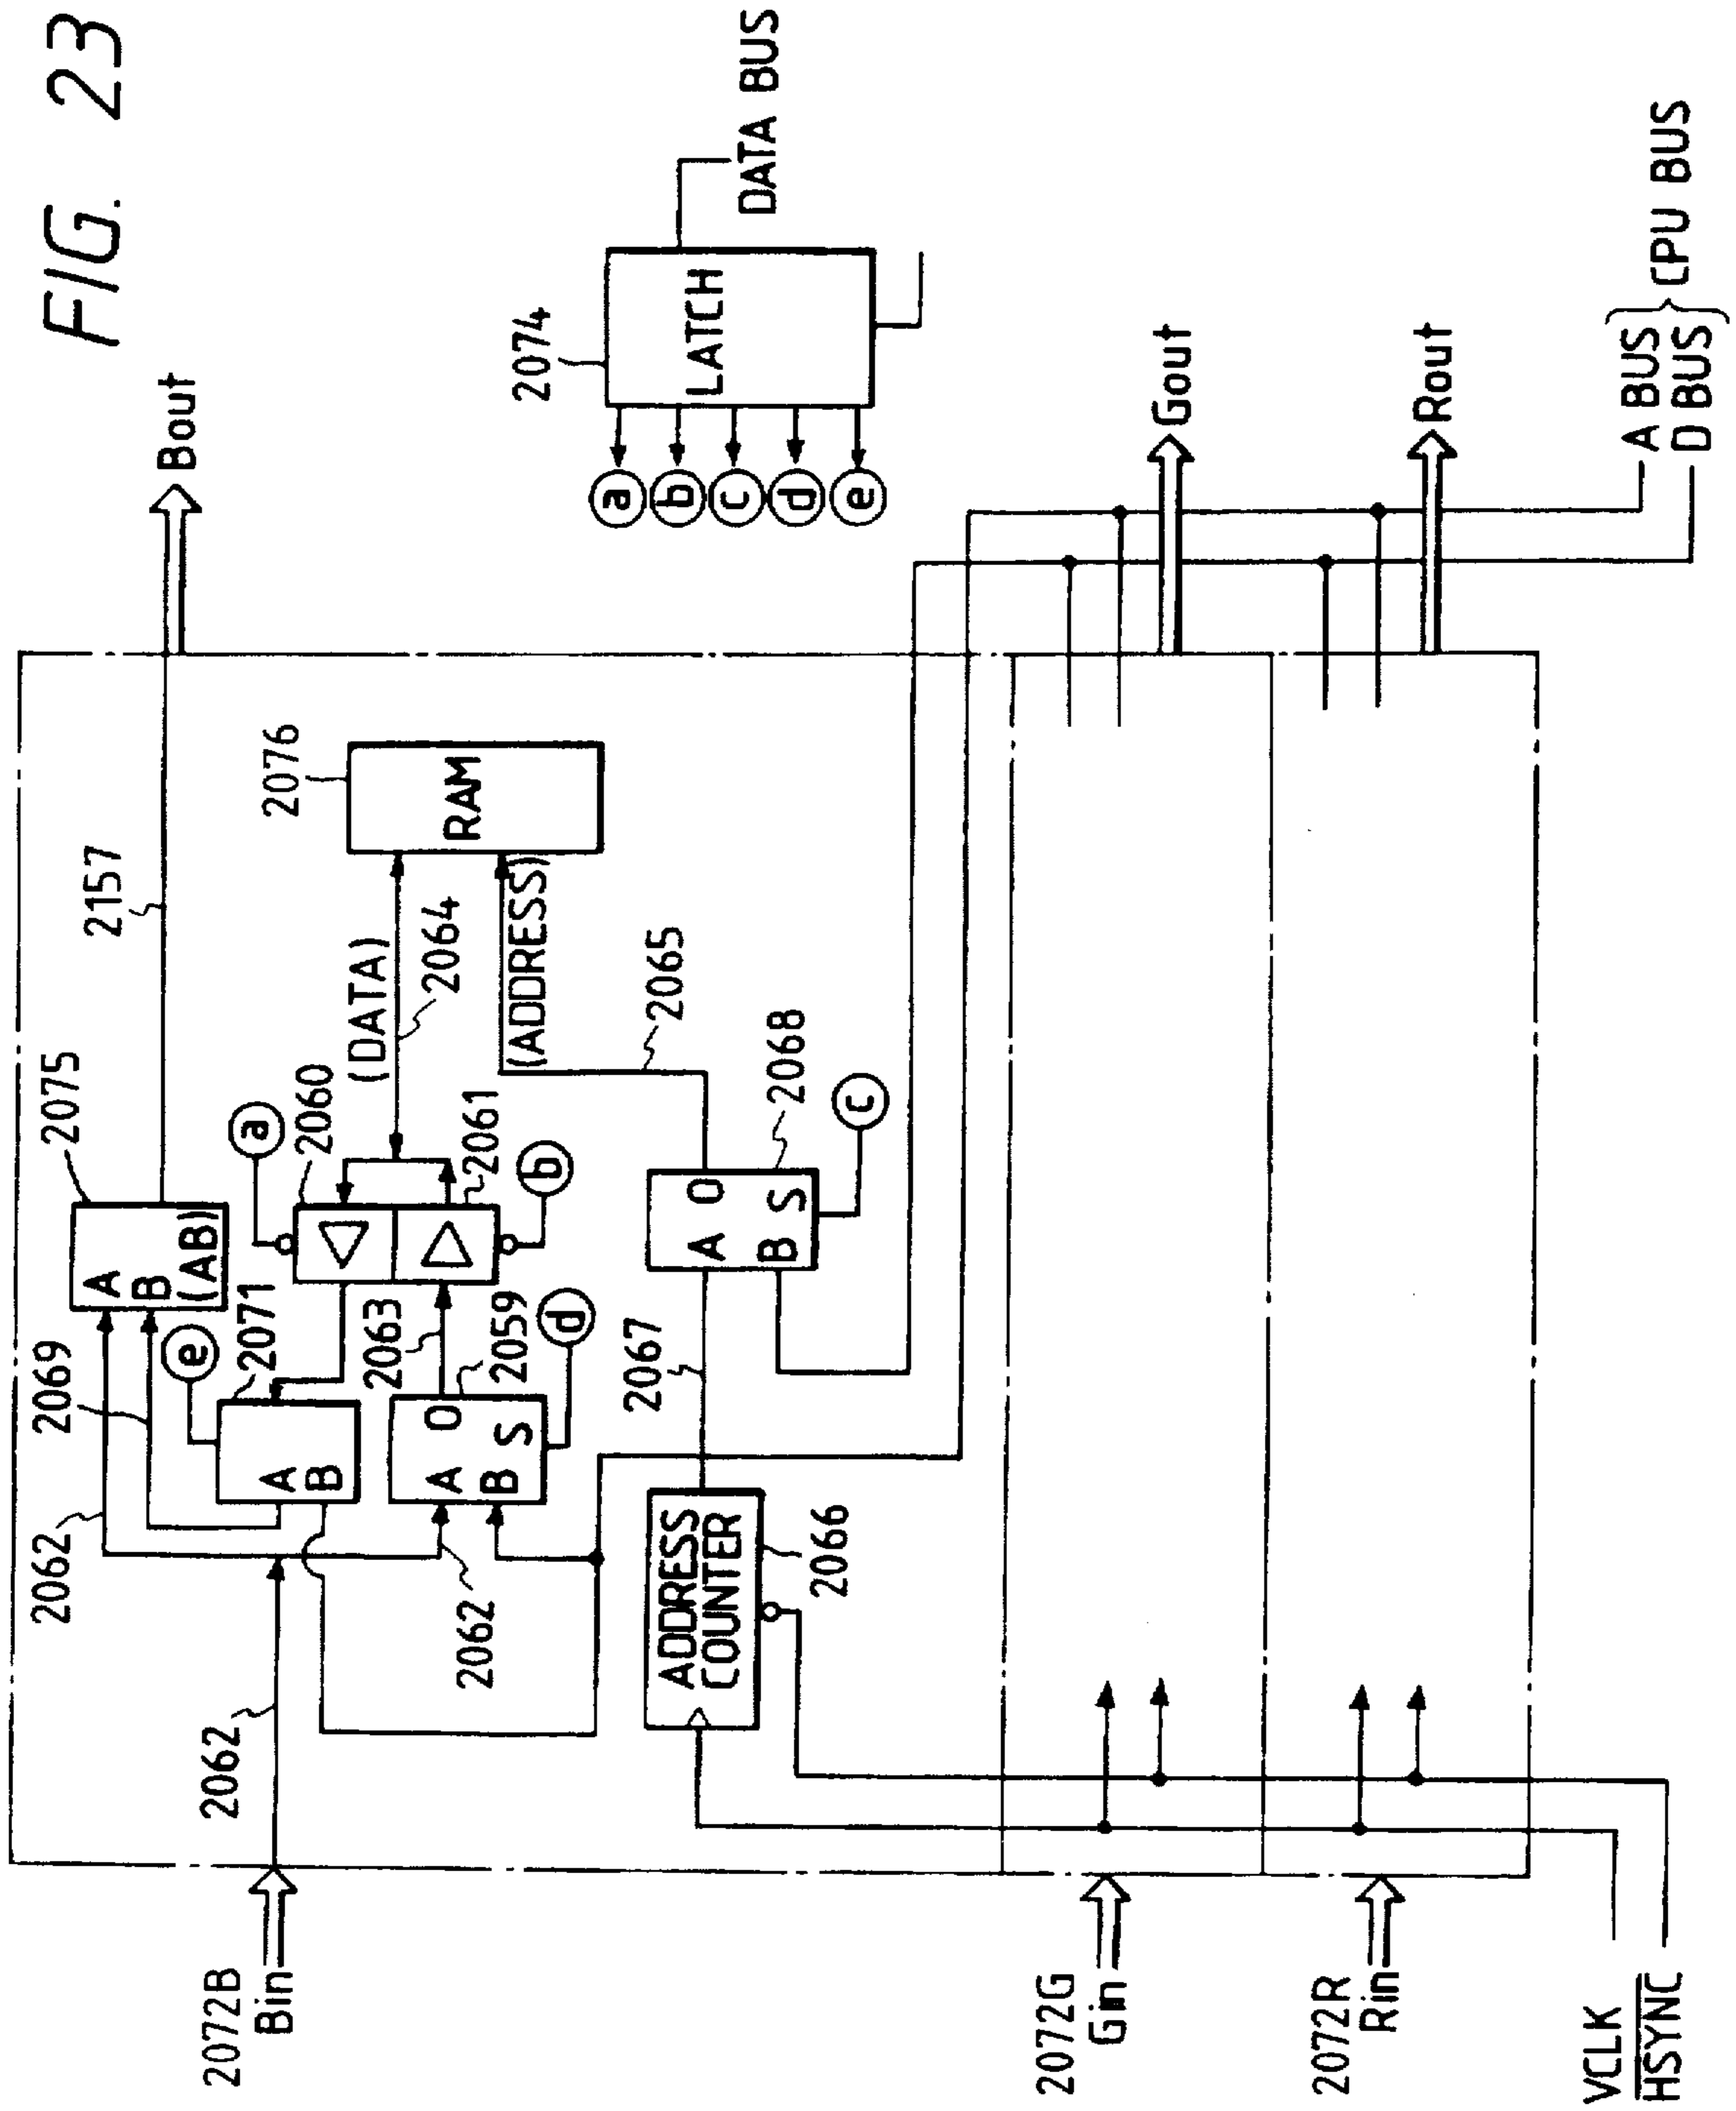 FIG. 23
2075
2157
Bout
2069
A
B
(AB)
2062
e
2071
A
B
a
2060
(DATA)
2064
2076
RAM
2074
LATCH
DATA BUS
a
b
c
d
e
2063
2061
b
2059
A
O
B
S
d
2062
2062
2072B
Bin
(ADDRESS)
2065
2067
2068
A
O
B
S
c
ADDRESS
COUNTER
2066
2072G
Gin
Gout
2072R
Rin
Rout
VCLK
HSYNC
A BUS
D BUS
CPU BUS